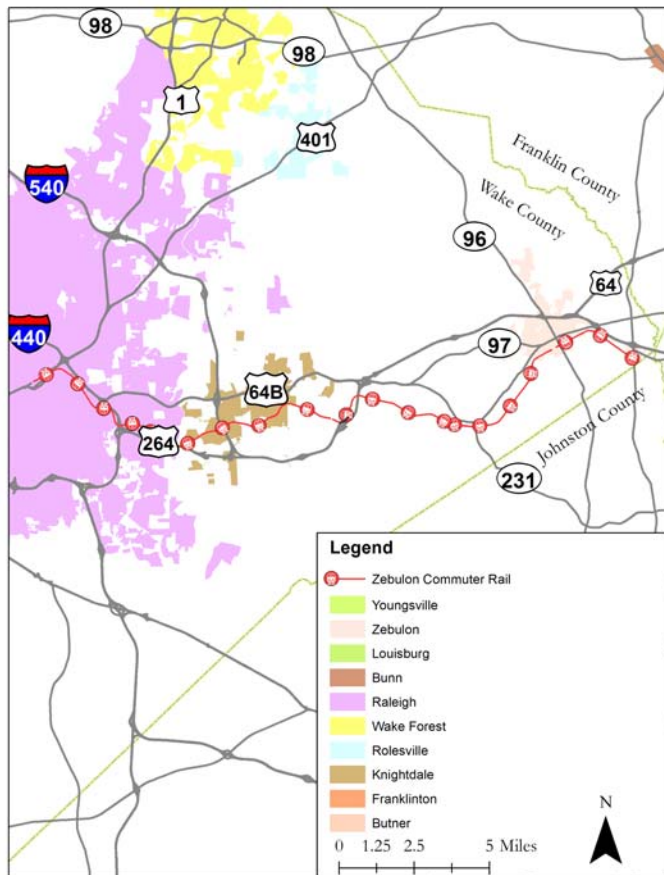 98
98
1
401
540
Franklin County
Wake County
96
64
440
97
64B
264
Johnston County
231
Legend
Zebulon Commuter Rail
Youngsville
Zebulon
Louisburg
Bunn
Raleigh
Wake Forest
Rolesville
Knightdale
Franklinton
Butner
N
0 1.25 2.5 5 Miles